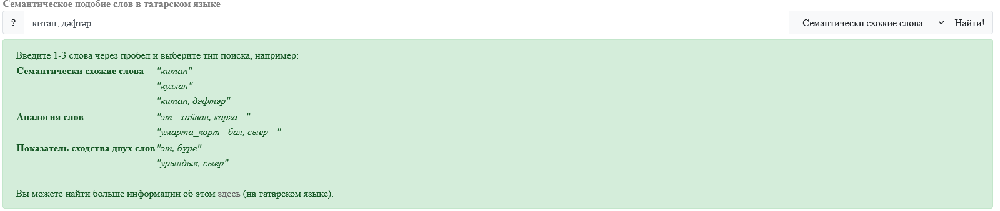 Семантическое подобие слов в татарском языке
? китап, дәфтәр Семантически схожие слова Найти!
Введите 1-3 слова через пробел и выберите тип поиска, например:
Семантически схожие слова "китап"
"куллан"
"китап, дәфтәр"
Аналогия слов "эт - хайван, карга - "
"умарта_корт - бал, сыер - "
Показатель сходства двух слов "эт, бүре"
"урындык, сыер"
Вы можете найти больше информации об этом здесь (на татарском языке).